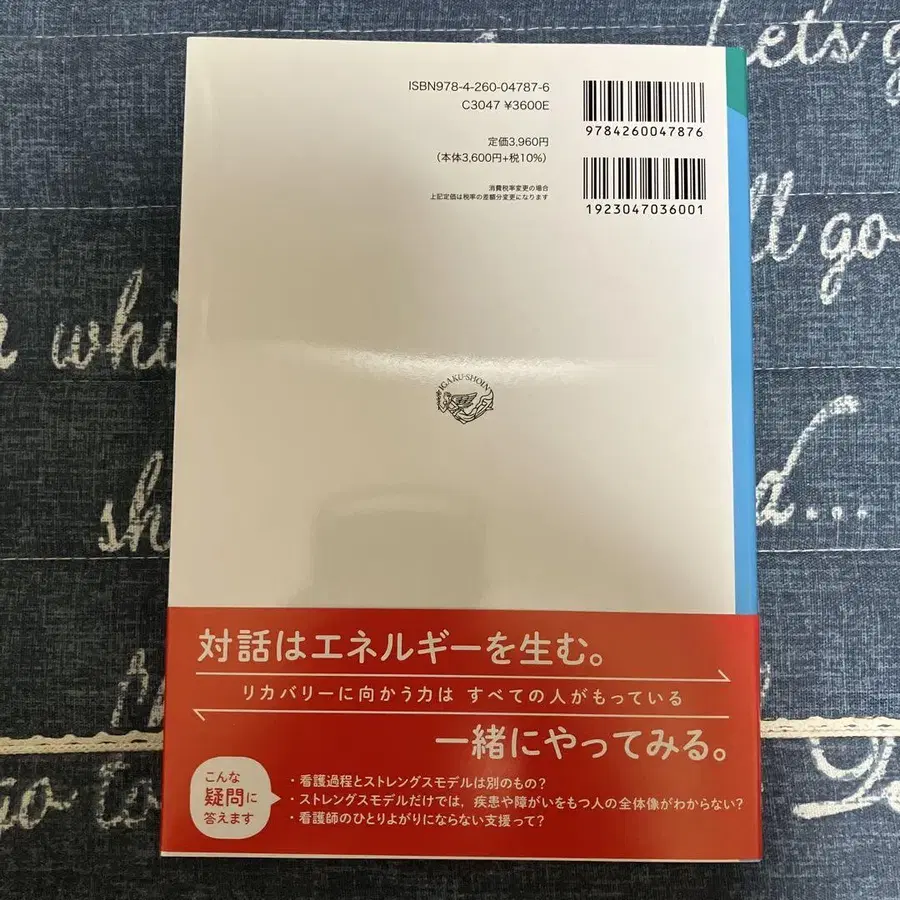 ISBN978-4-260-04787-6
C3047 ¥3600E
定価3,960円
（本体3,600円+税10%）
消費税率変更の場合
上記定価は税率の差額分変更になります
9784260047876
1923047036001
IGAKU-SHOIN
対話はエネルギーを生む。
リカバリーに向かう力は すべての人がもっている
一緒にやってみる。
こんな
疑問に
答えます
・看護過程とストレングスモデルは別のもの?
・ストレングスモデルだけでは，疾患や障がいをもつ人の全体像がわからない?
・看護師のひとりよがりにならない支援って?
Let's g
ll go
whi
sh
d...
go to